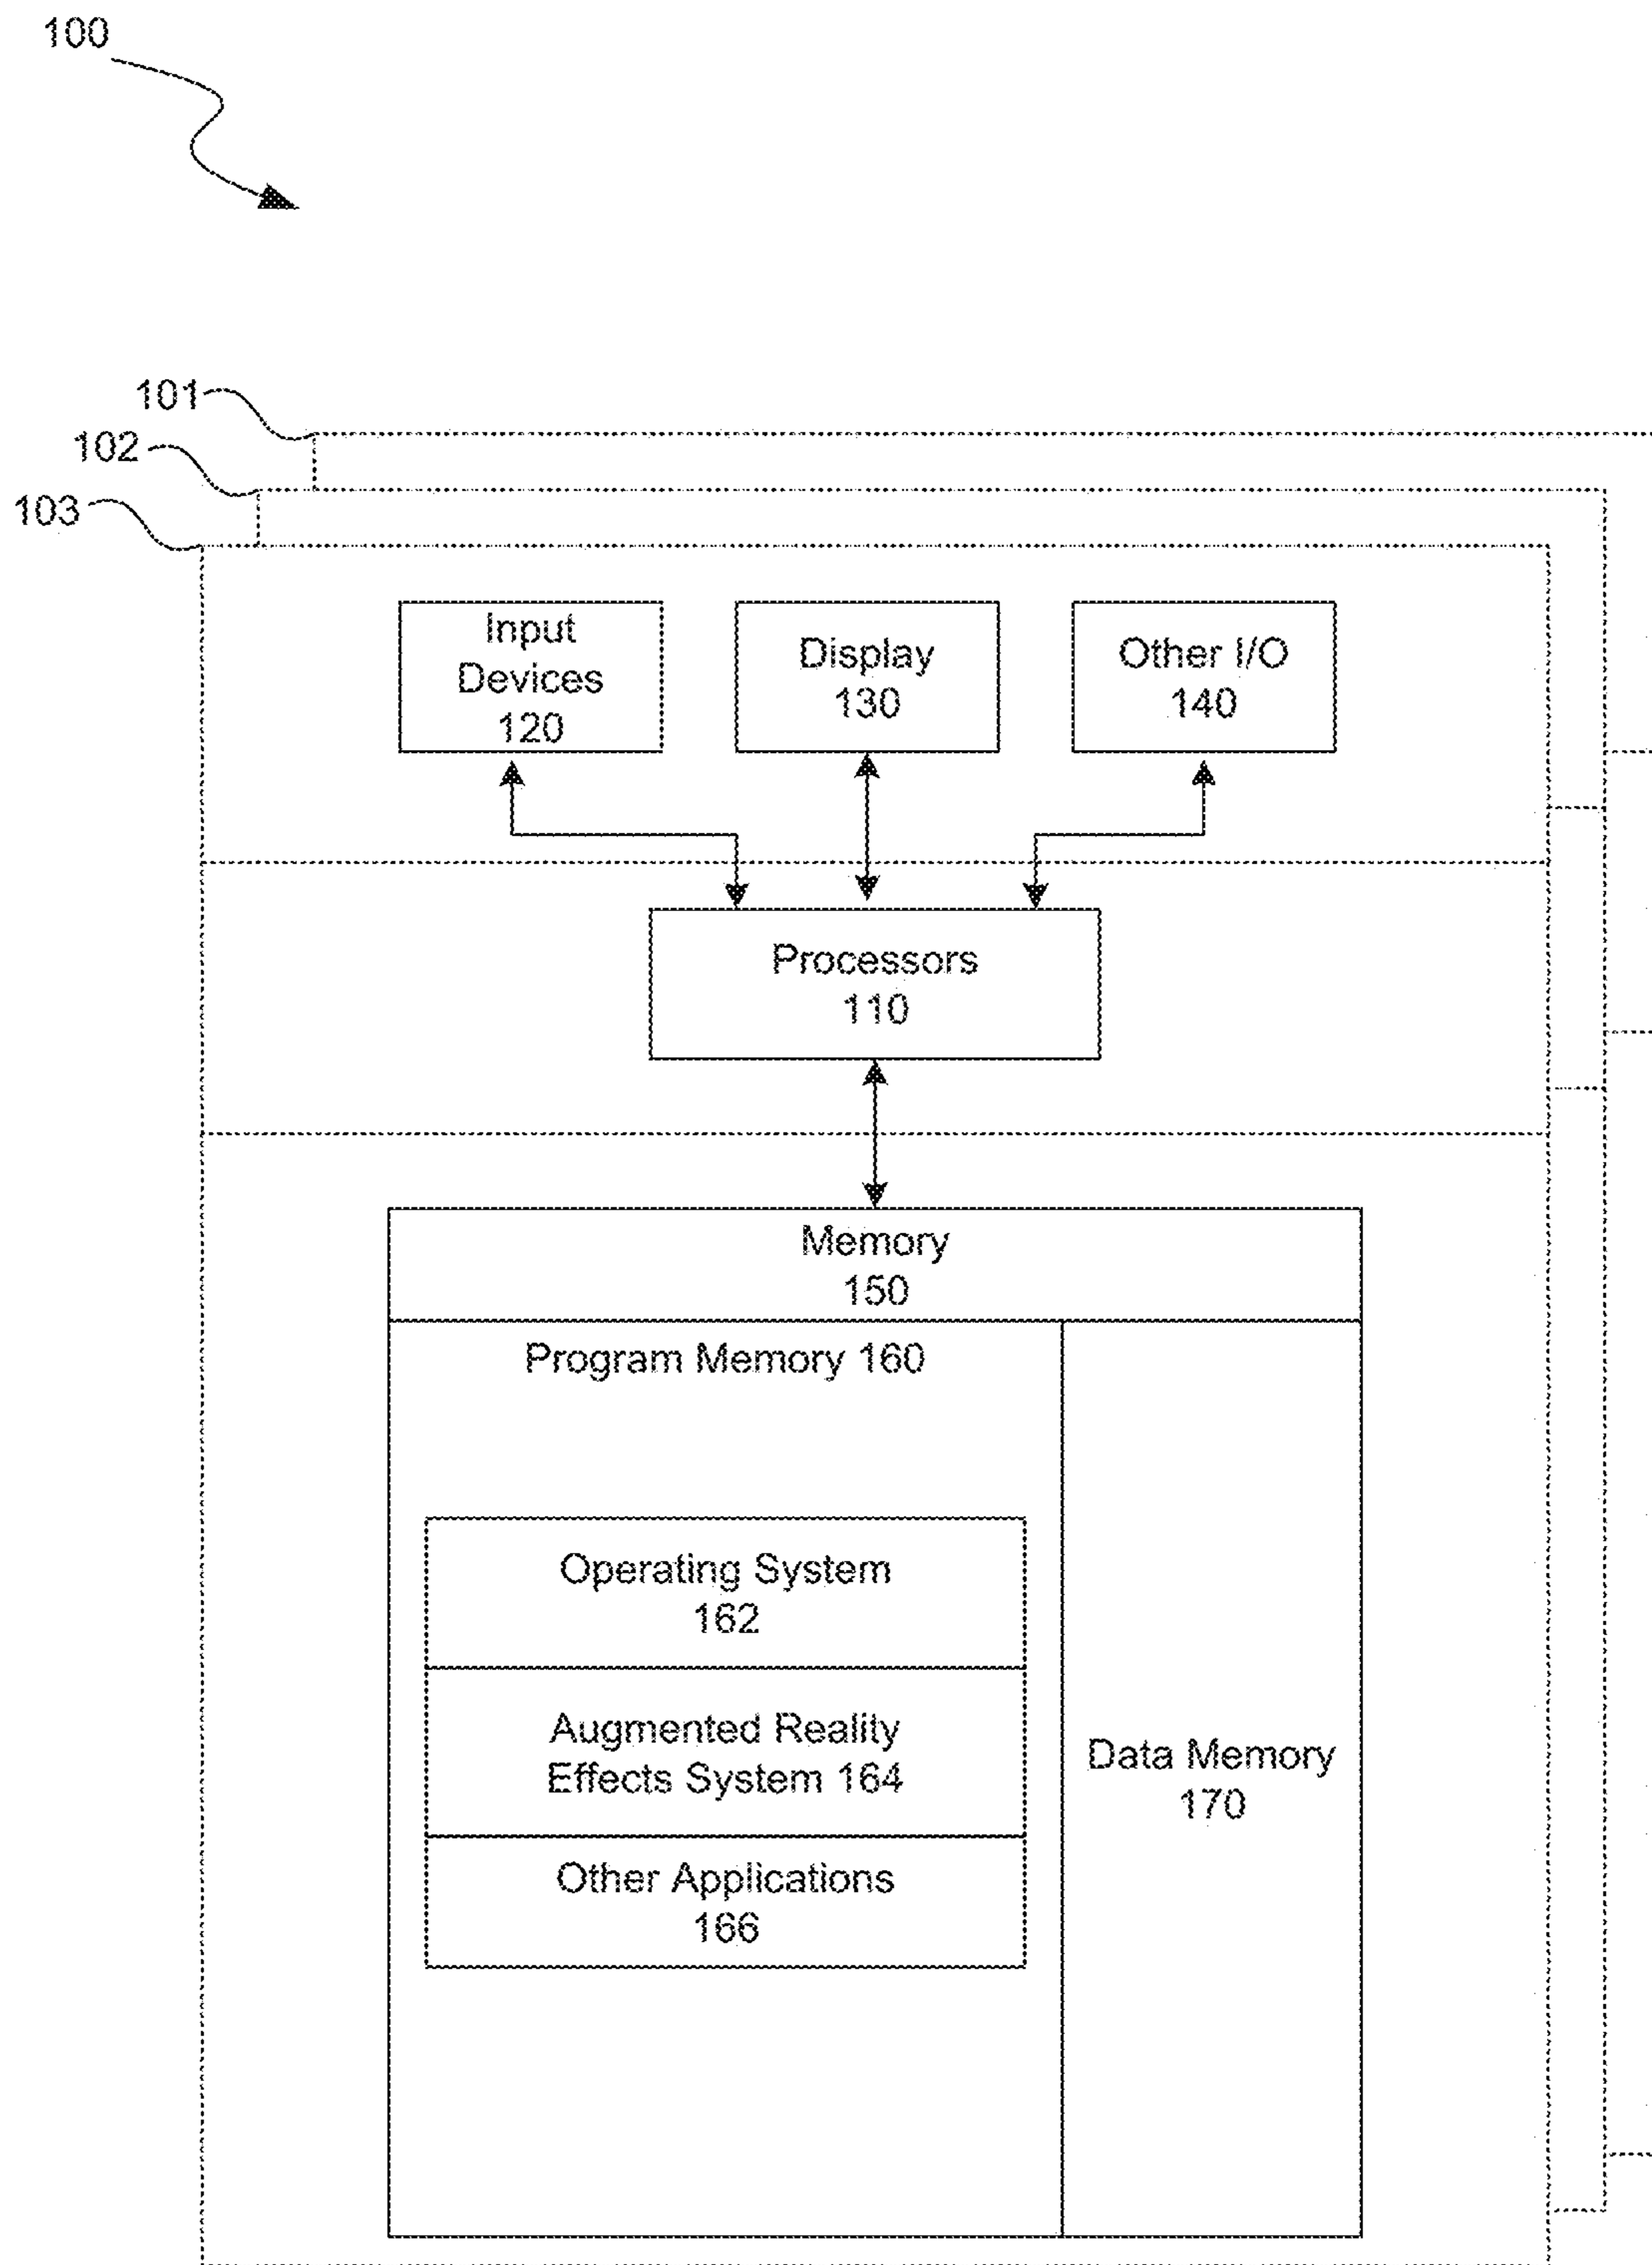 100
101
102
103
Input
Devices
120
Display
130
Other I/O
140
Processors
110
Memory
150
Program Memory 160
Operating System
162
Augmented Reality
Effects System 164
Other Applications
166
Data Memory
170